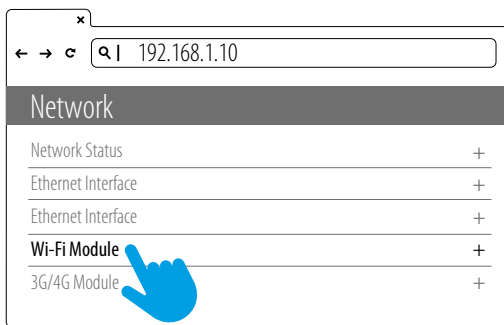 192.168.1.10
Network
Network Status +
Ethernet Interface +
Ethernet Interface +
Wi-Fi Module +
3G/4G Module +